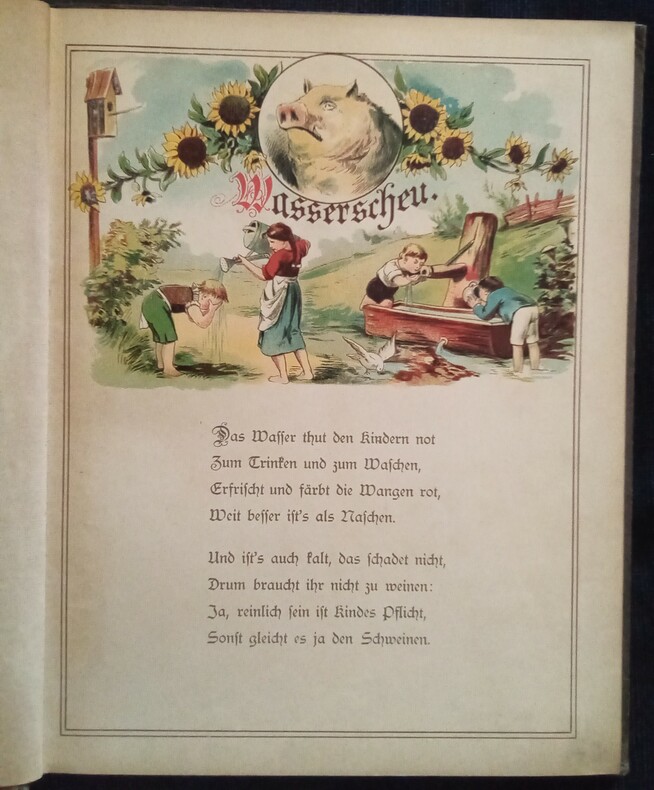 Wasserscheu.
Das Waſſer thut den Kindern not
Zum Trinken und zum Waſchen,
Erfriſcht und färbt die Wangen rot,
Weit beſſer iſt's als Naſchen.
Und iſt's auch kalt, das ſchadet nicht,
Drum braucht ihr nicht zu weinen:
Ja, reinlich ſein iſt Kindes Pflicht,
Sonſt gleicht es ja den Schweinen.